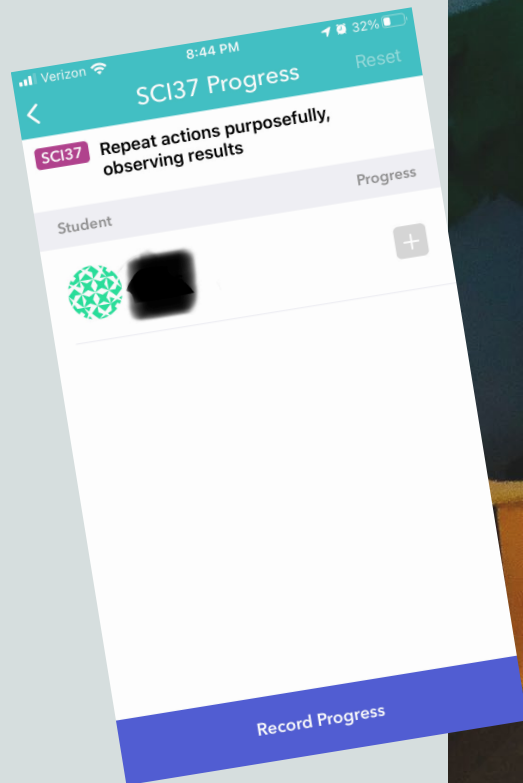 Verizon 8:44 PM 32%
SCI37 Progress Reset
SCI37 Repeat actions purposefully,
observing results
Student Progress
Record Progress